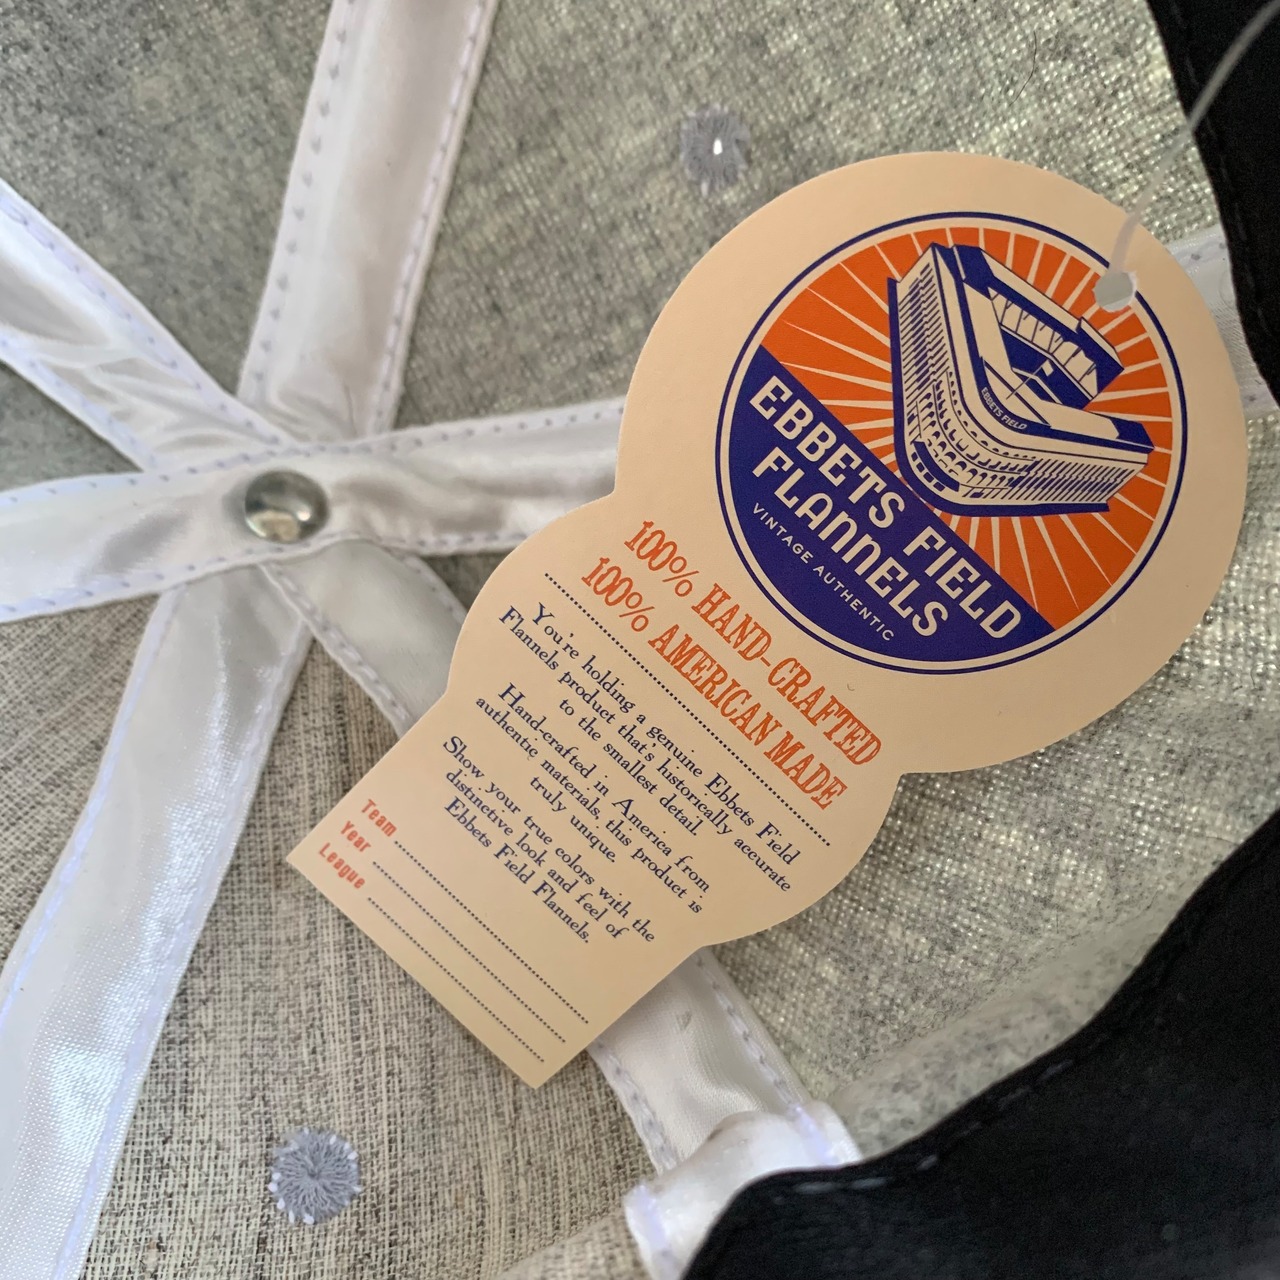 EBBETS FIELD
EBBETS FIELD
FLANNELS
VINTAGE AUTHENTIC
100% HAND-CRAFTED
100% AMERICAN MADE
You're holding a genuine Ebbets Field
Flannels product that's historically accurate
to the smallest detail.
Hand-crafted in America from
authentic materials, this product is
truly unique.
Show your true colors with the
distinctive look and feel of
Ebbets Field Flannels.
Team
Year
League